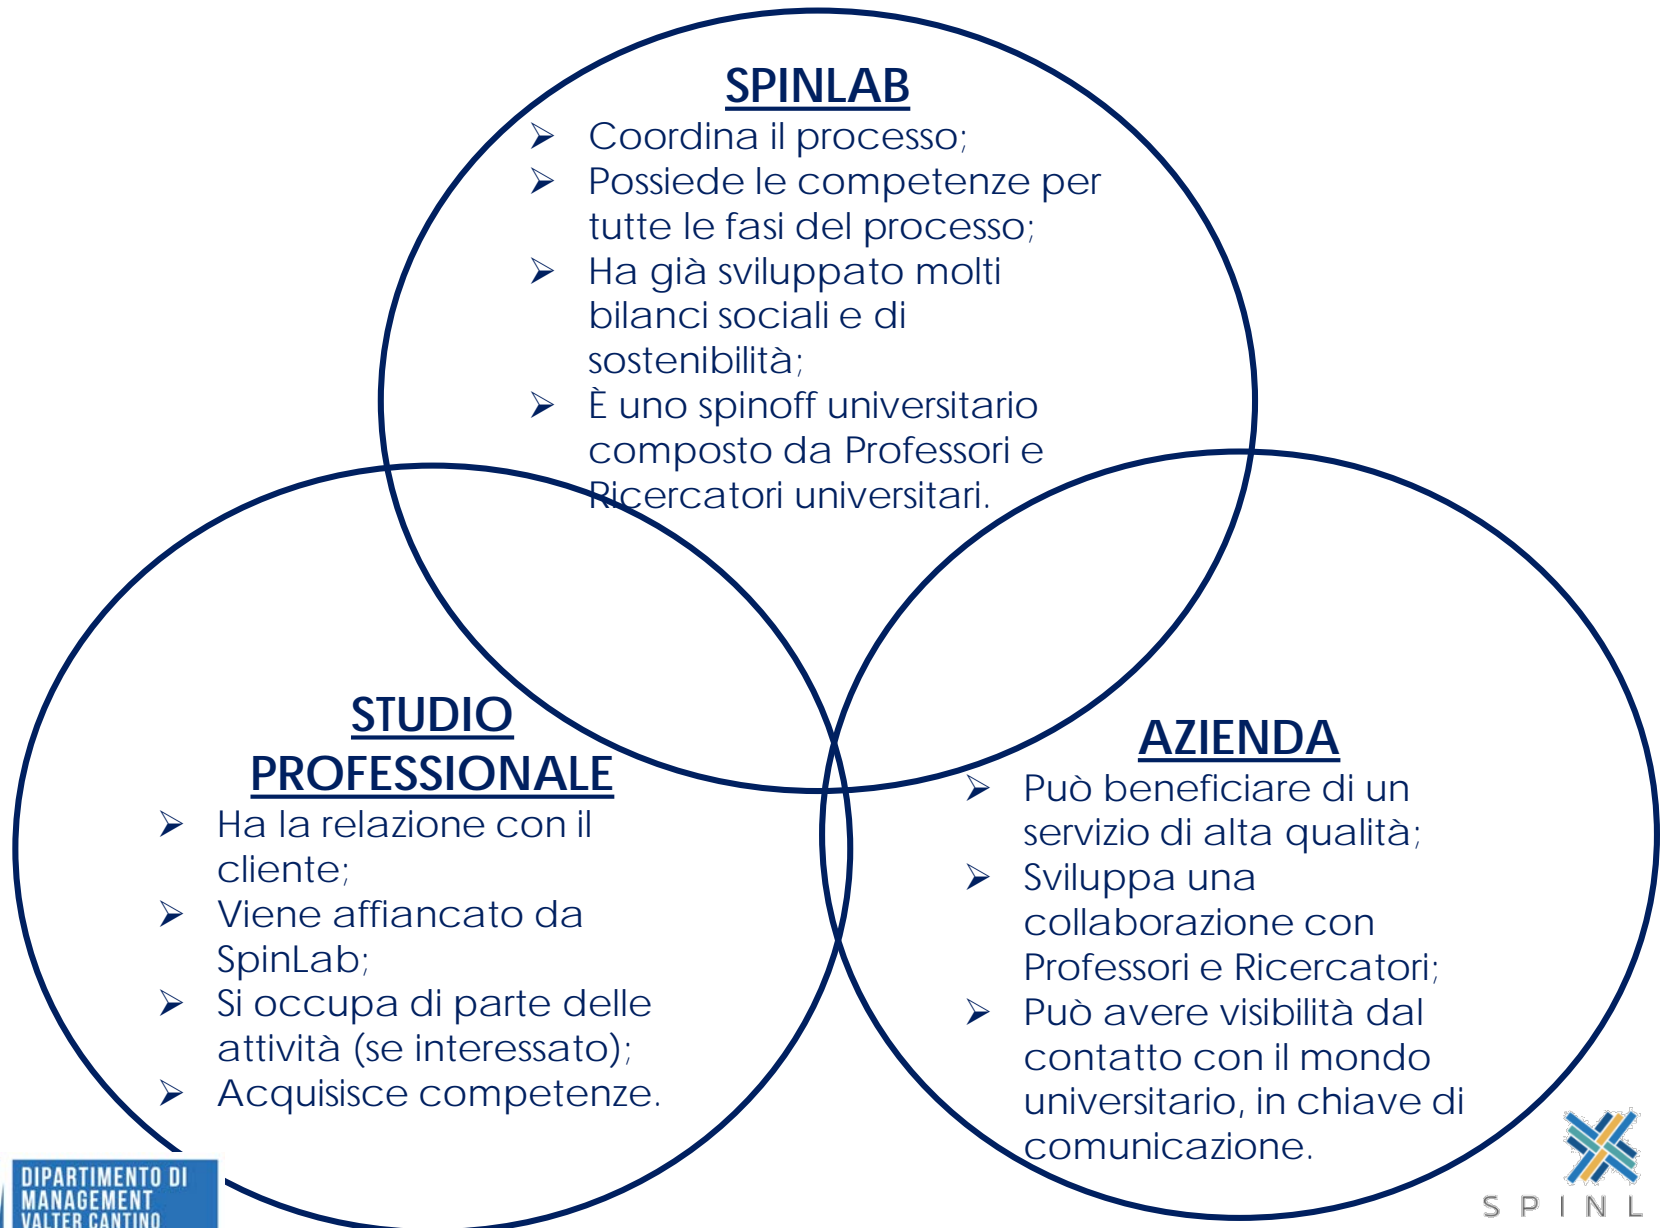 SPINLAB
➢ Coordina il processo;
➢ Possiede le competenze per
tutte le fasi del processo;
➢ Ha già sviluppato molti
bilanci sociali e di
sostenibilità;
➢ È uno spinoff universitario
composto da Professori e
Ricercatori universitari.
STUDIO
PROFESSIONALE
➢ Ha la relazione con il
cliente;
➢ Viene affiancato da
SpinLab;
➢ Si occupa di parte delle
attività (se interessato);
➢ Acquisisce competenze.
AZIENDA
➢ Può beneficiare di un
servizio di alta qualità;
➢ Sviluppa una
collaborazione con
Professori e Ricercatori;
➢ Può avere visibilità dal
contatto con il mondo
universitario, in chiave di
comunicazione.
DIPARTIMENTO DI
MANAGEMENT
VALTER CANTINO
SPINL